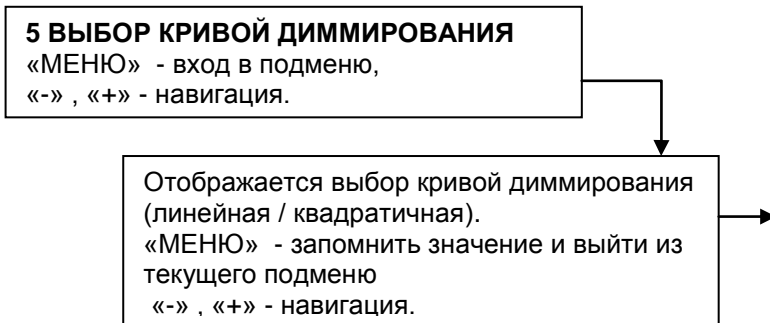 5 ВЫБОР КРИВОЙ ДИММИРОВАНИЯ
«МЕНЮ» - вход в подменю,
«-» , «+» - навигация.
Отображается выбор кривой диммирования
(линейная / квадратичная).
«МЕНЮ» - запомнить значение и выйти из
текущего подменю
«-» , «+» - навигация.